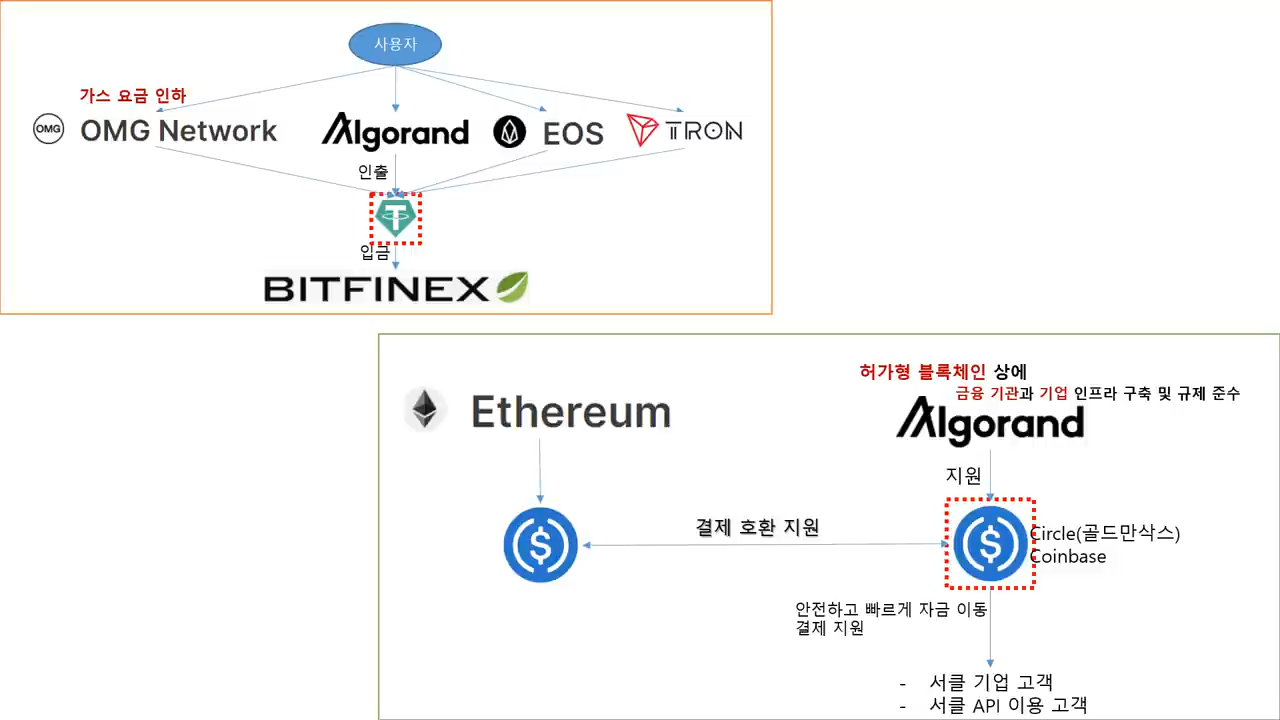 사용자
가스 요금 인하
OMG
OMG Network
Algorand
EOS
TRON
인출
T
입금
BITFINEX
허가형 블록체인 상에
금융 기관과 기업 인프라 구축 및 규제 준수
Ethereum
Algorand
지원
결제 호환 지원
$
$
Circle(골드만삭스)
Coinbase
안전하고 빠르게 자금 이동
결제 지원
- 서클 기업 고객
- 서클 API 이용 고객